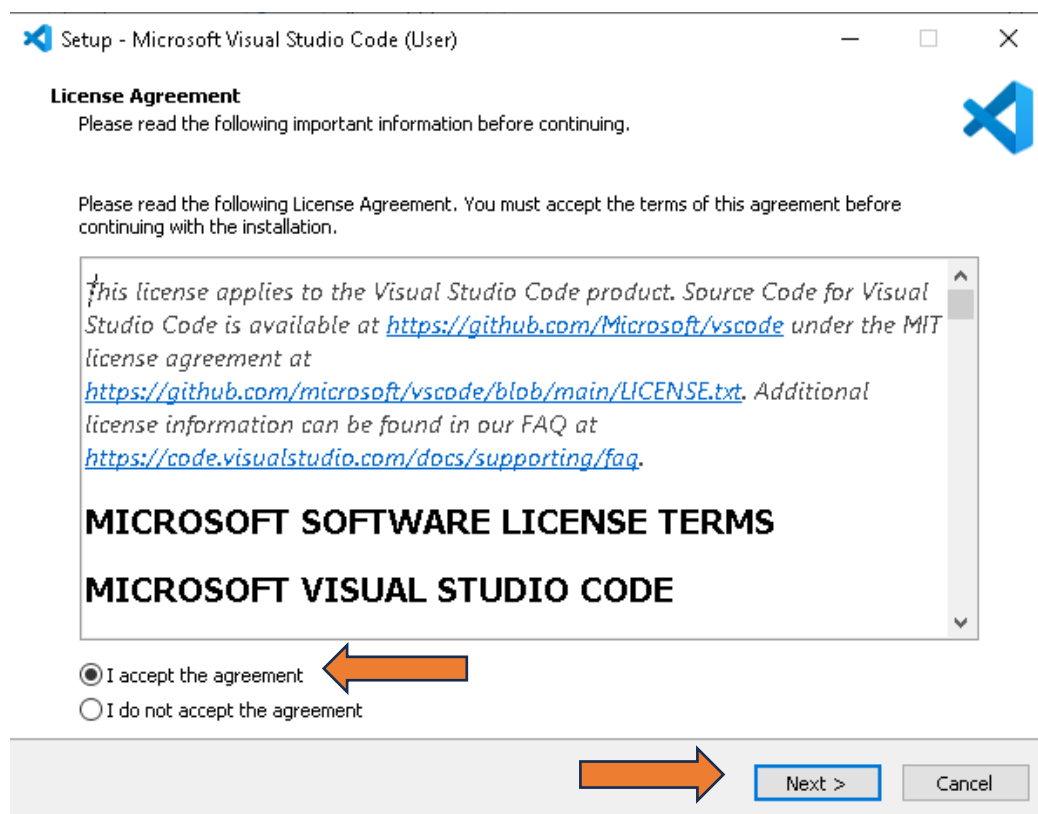 Setup - Microsoft Visual Studio Code (User)
License Agreement
Please read the following important information before continuing.
Please read the following License Agreement. You must accept the terms of this agreement before
continuing with the installation.
This license applies to the Visual Studio Code product. Source Code for Visual
Studio Code is available at https://github.com/Microsoft/vscode under the MIT
license agreement at
https://github.com/microsoft/vscode/blob/main/LICENSE.txt. Additional
license information can be found in our FAQ at
https://code.visualstudio.com/docs/supporting/faq.
MICROSOFT SOFTWARE LICENSE TERMS
MICROSOFT VISUAL STUDIO CODE
I accept the agreement
I do not accept the agreement
Next >
Cancel